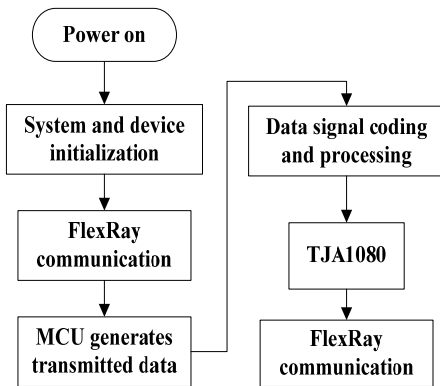 Power on
System and device
initialization
FlexRay
communication
MCU generates
transmitted data
Data signal coding
and processing
TJA1080
FlexRay
communication